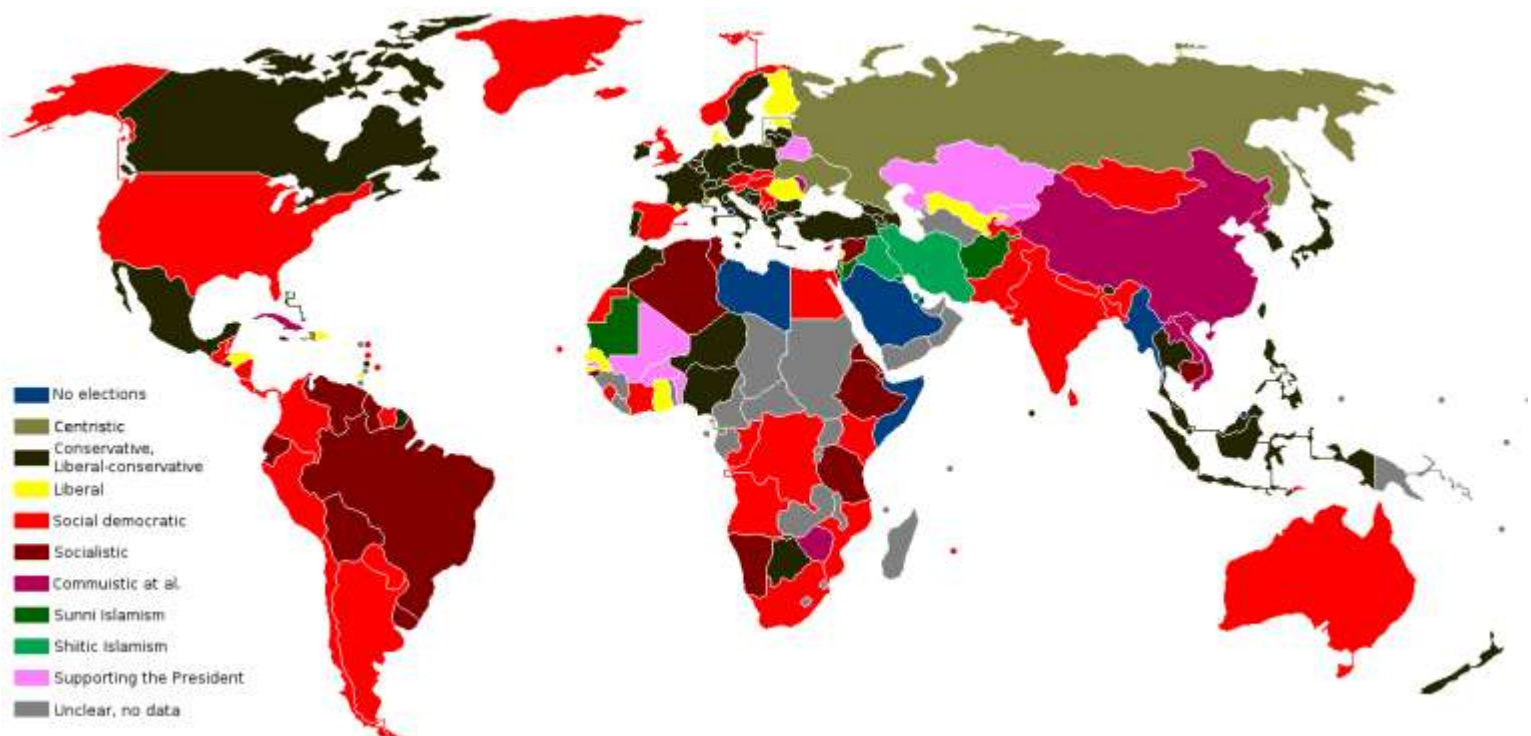 No elections
Centristic
Conservative,
Liberal-conservative
Liberal
Social democratic
Socialistic
Commuistic at al.
Sunni Islamism
Shiitic Islamism
Supporting the President
Unclear, no data